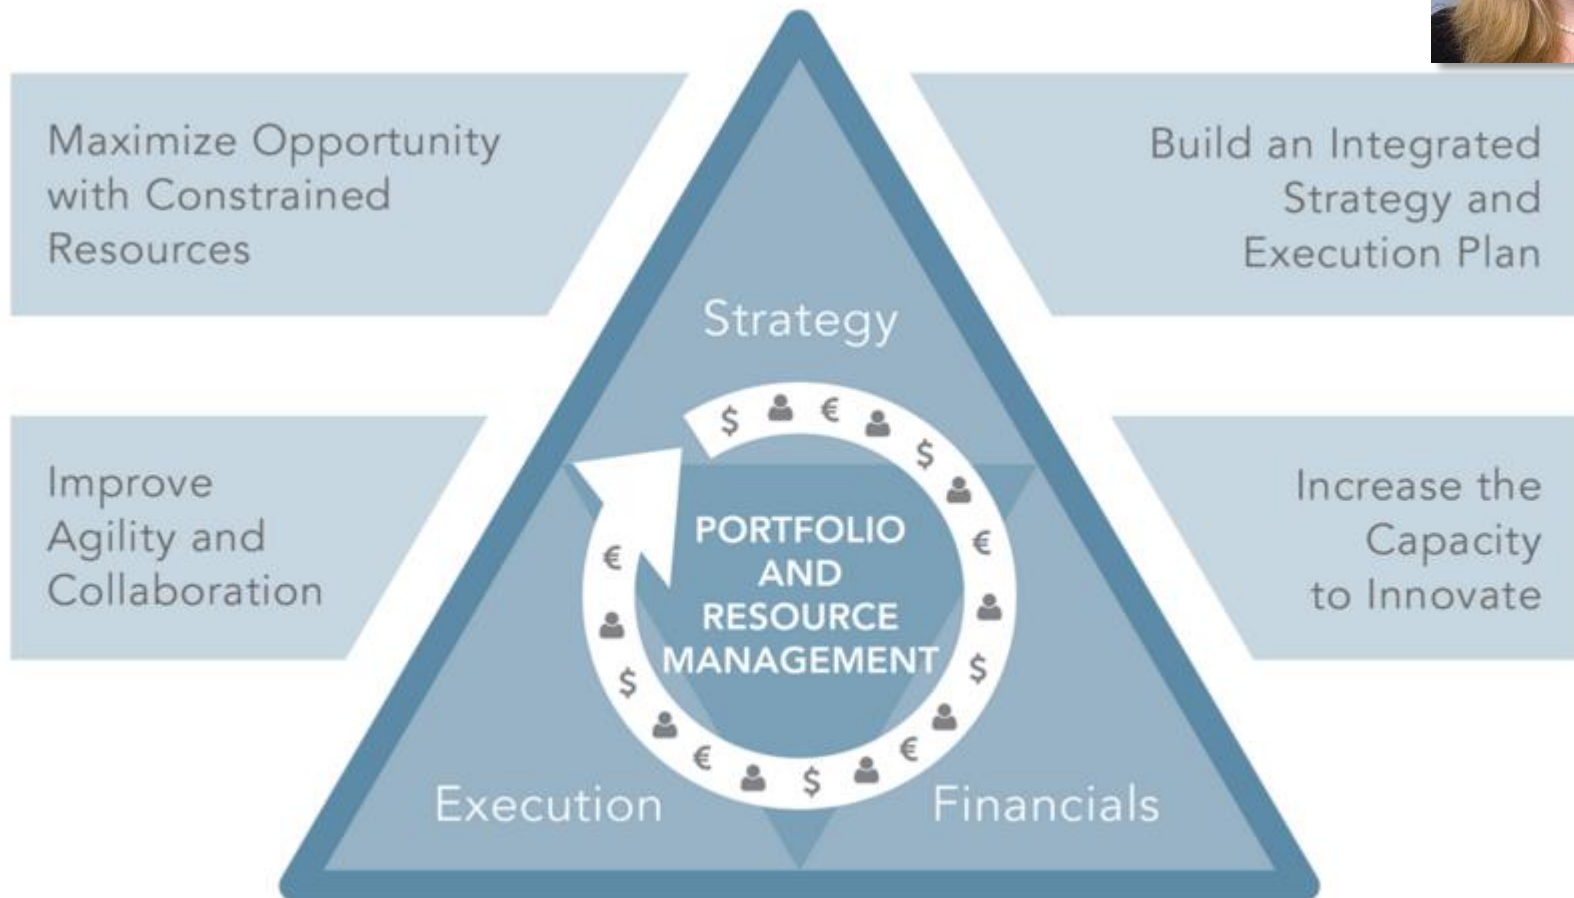 Maximize Opportunity
with Constrained
Resources
Build an Integrated
Strategy and
Execution Plan
Strategy
$ € $ € $ € $ € $ €
Improve
Agility and
Collaboration
PORTFOLIO
AND
RESOURCE
MANAGEMENT
Increase the
Capacity
to Innovate
Execution
Financials